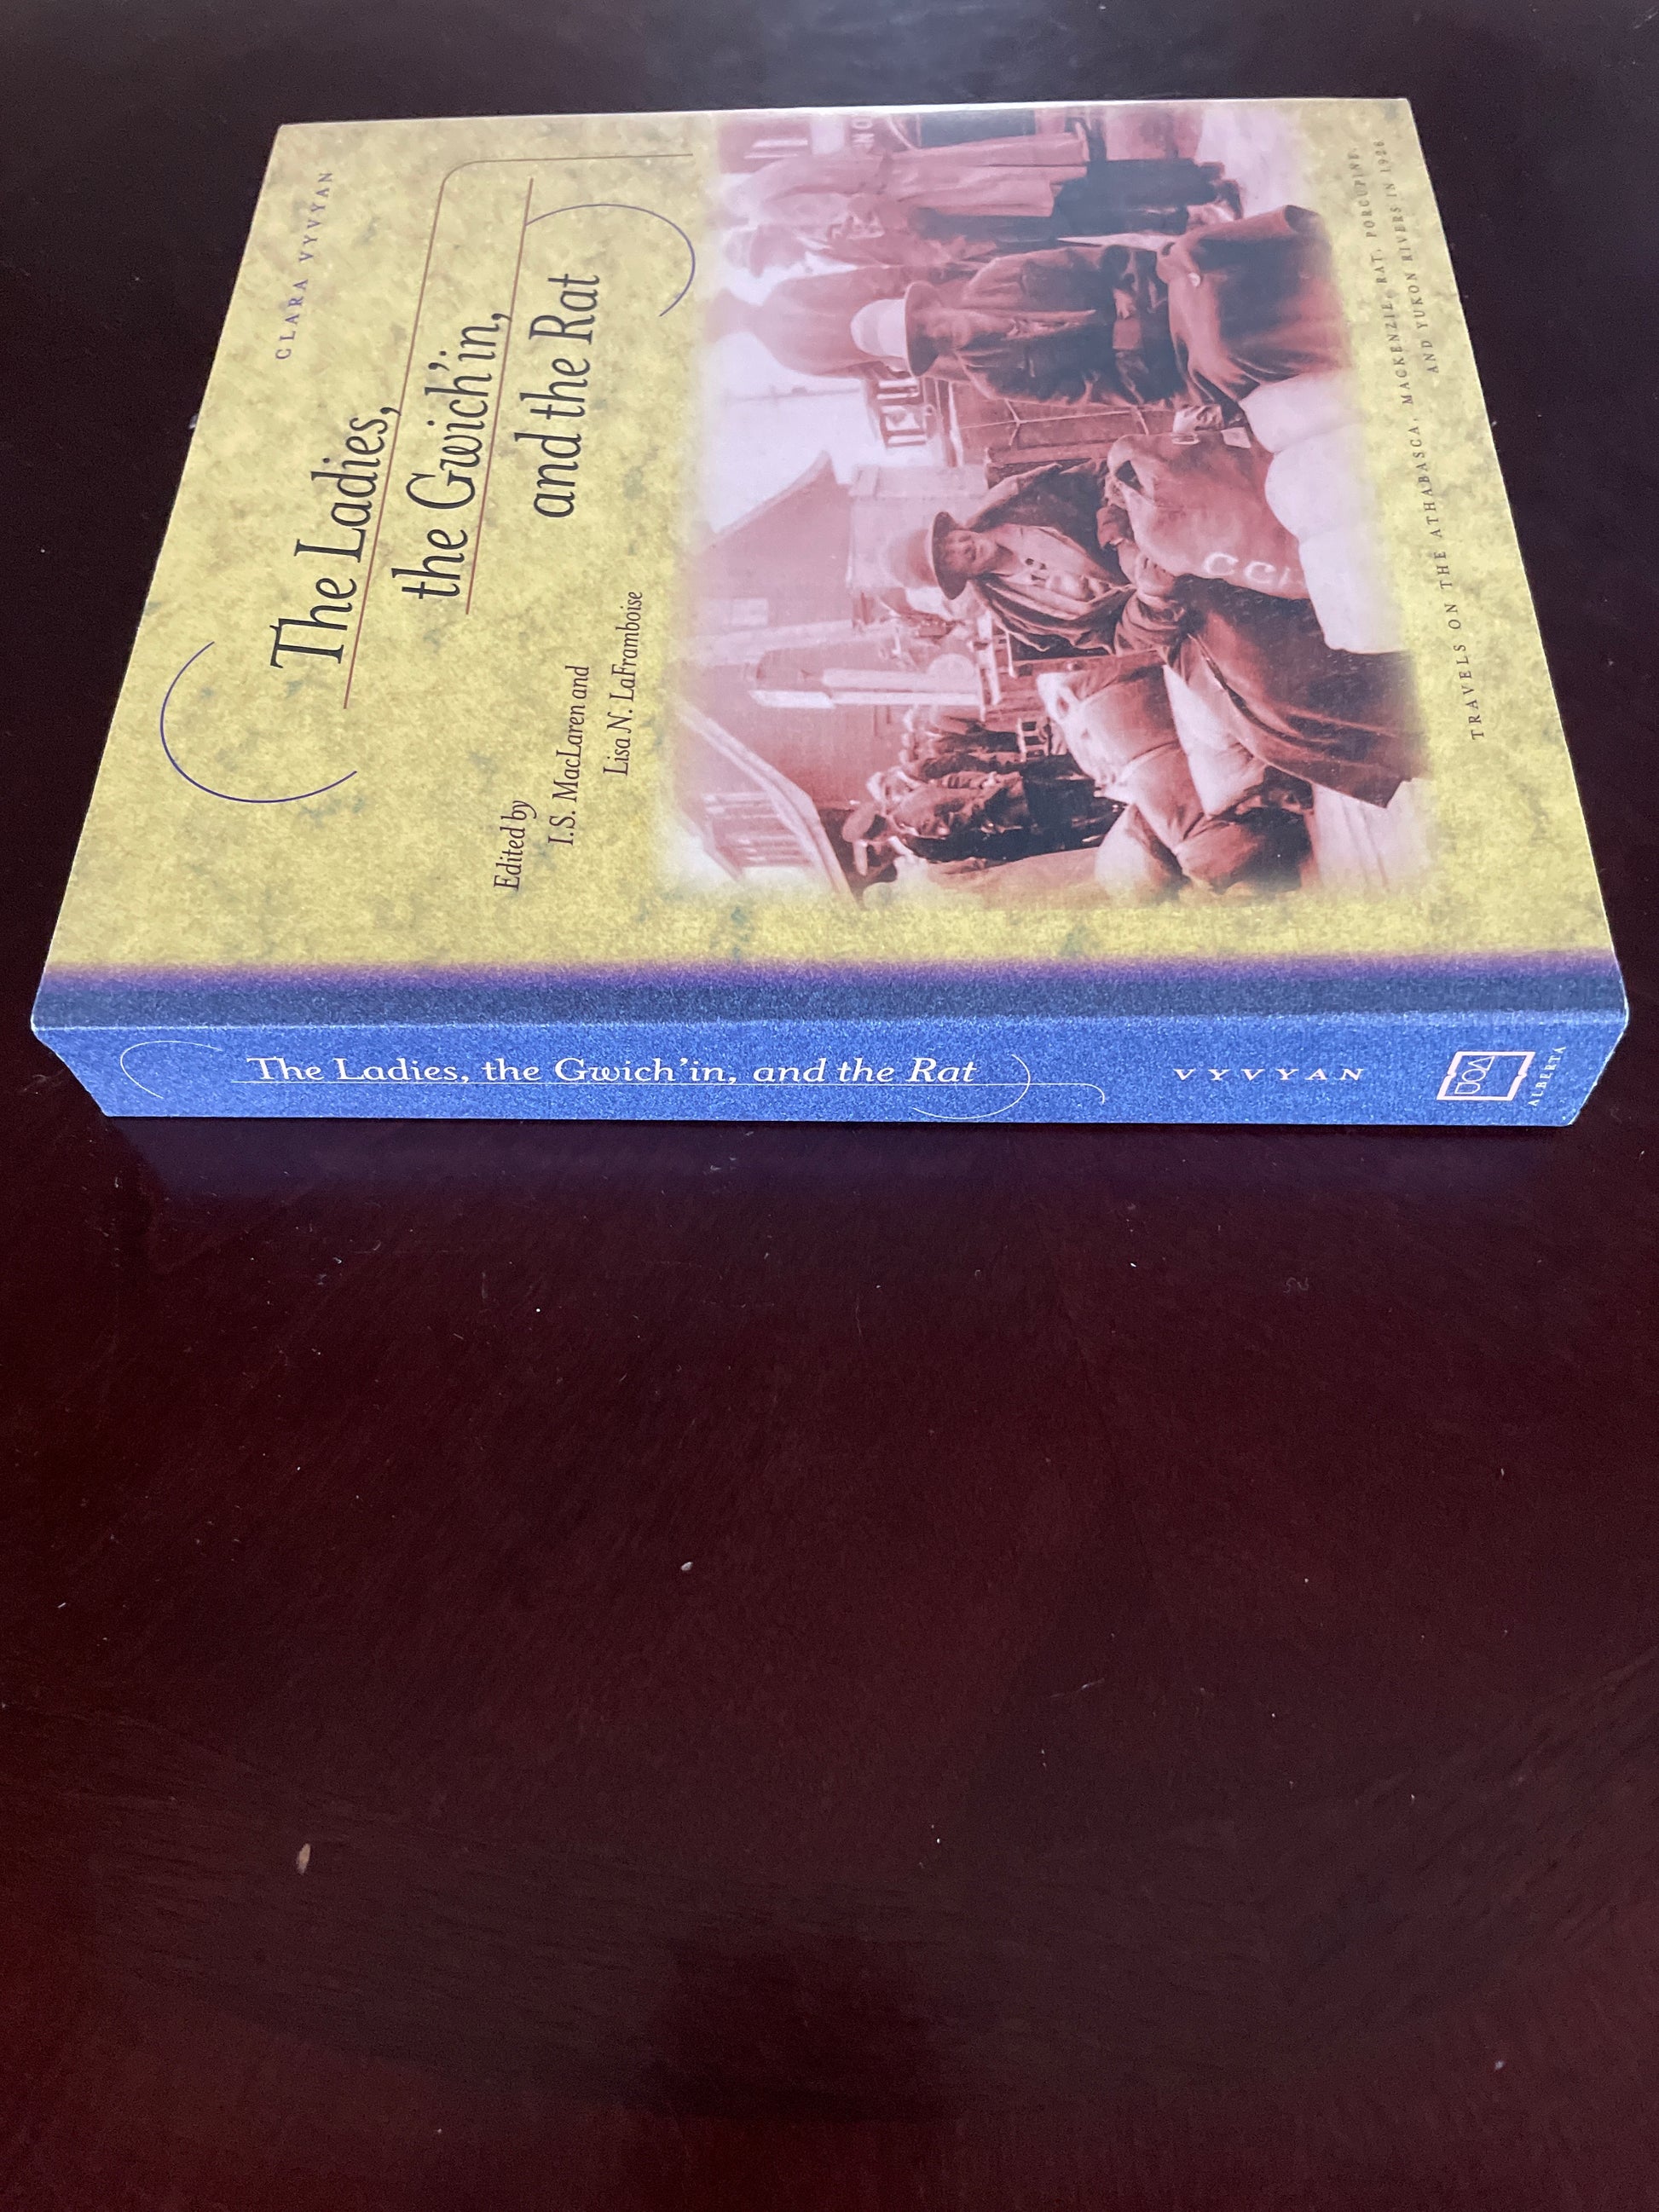 CLARA VYVYAN
The Ladies,
the Gwich'in,
and the Rat
Edited by
I.S. MacLaren and
Lisa N. LaFramboise
CCL
TRAVELS ON THE ATHABASCA, MACKENZIE, RAT, PORCUPINE,
AND YUKON RIVERS IN 1926
The Ladies, the Gwich'in, and the Rat
VYVYAN
ALBERTA